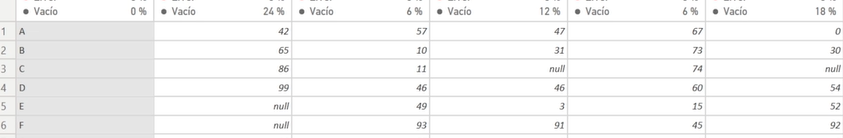 ● Vacío 0 % ● Vacío 24 % ● Vacío 6 % ● Vacío 12 % ● Vacío 6 % ● Vacío 18 %
1 A 42 57 47 67 0
2 B 65 10 31 73 30
3 C 86 11 null 74 null
4 D 99 46 46 60 54
5 E null 49 3 15 52
6 F null 93 91 45 92